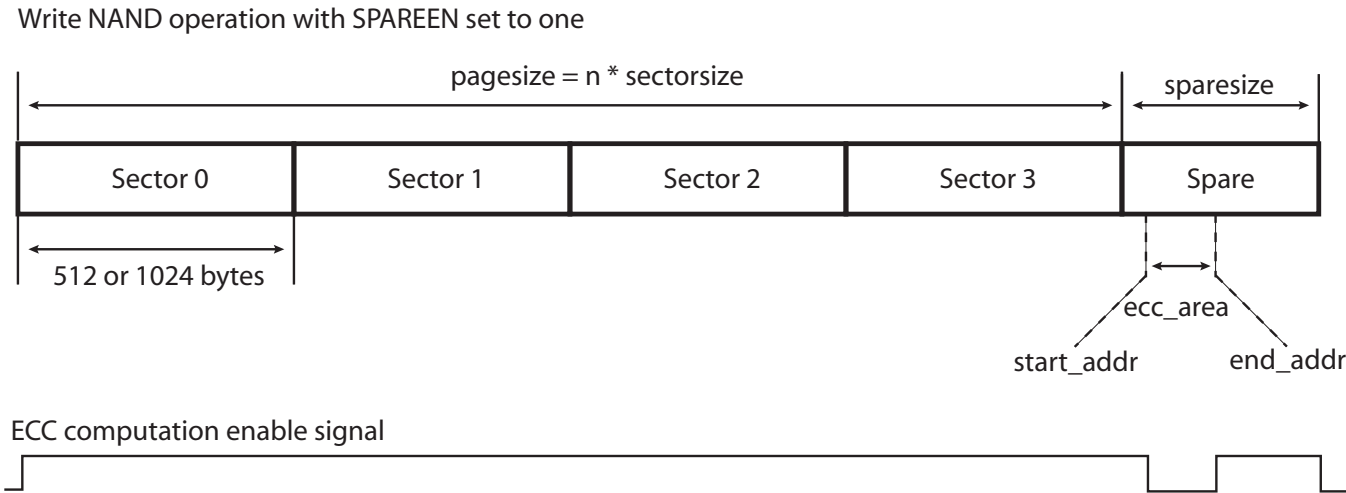 Write NAND operation with SPAREEN set to one
pagesize = n * sectorsize
sparesize
Sector 0
Sector 1
Sector 2
Sector 3
Spare
512 or 1024 bytes
ecc_area
start_addr
end_addr
ECC computation enable signal